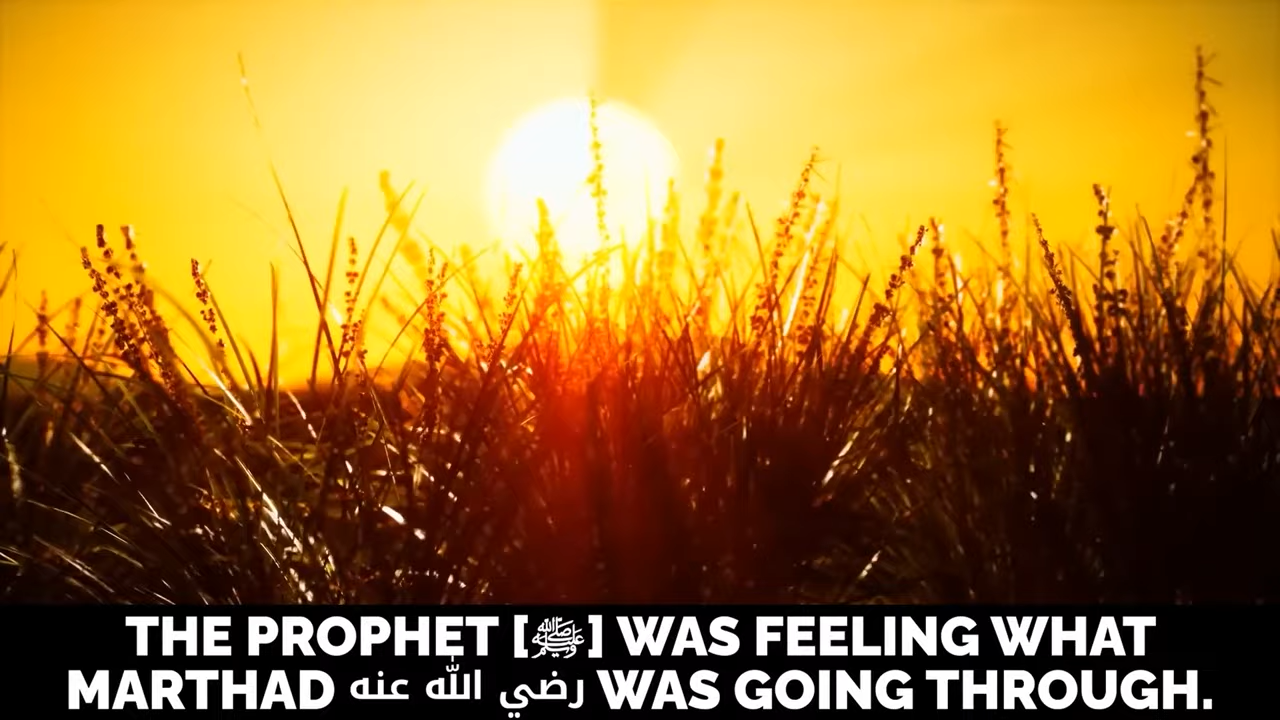 THE PROPHET [ﷺ] WAS FEELING WHAT
MARTHAD رضي الله عنه WAS GOING THROUGH.